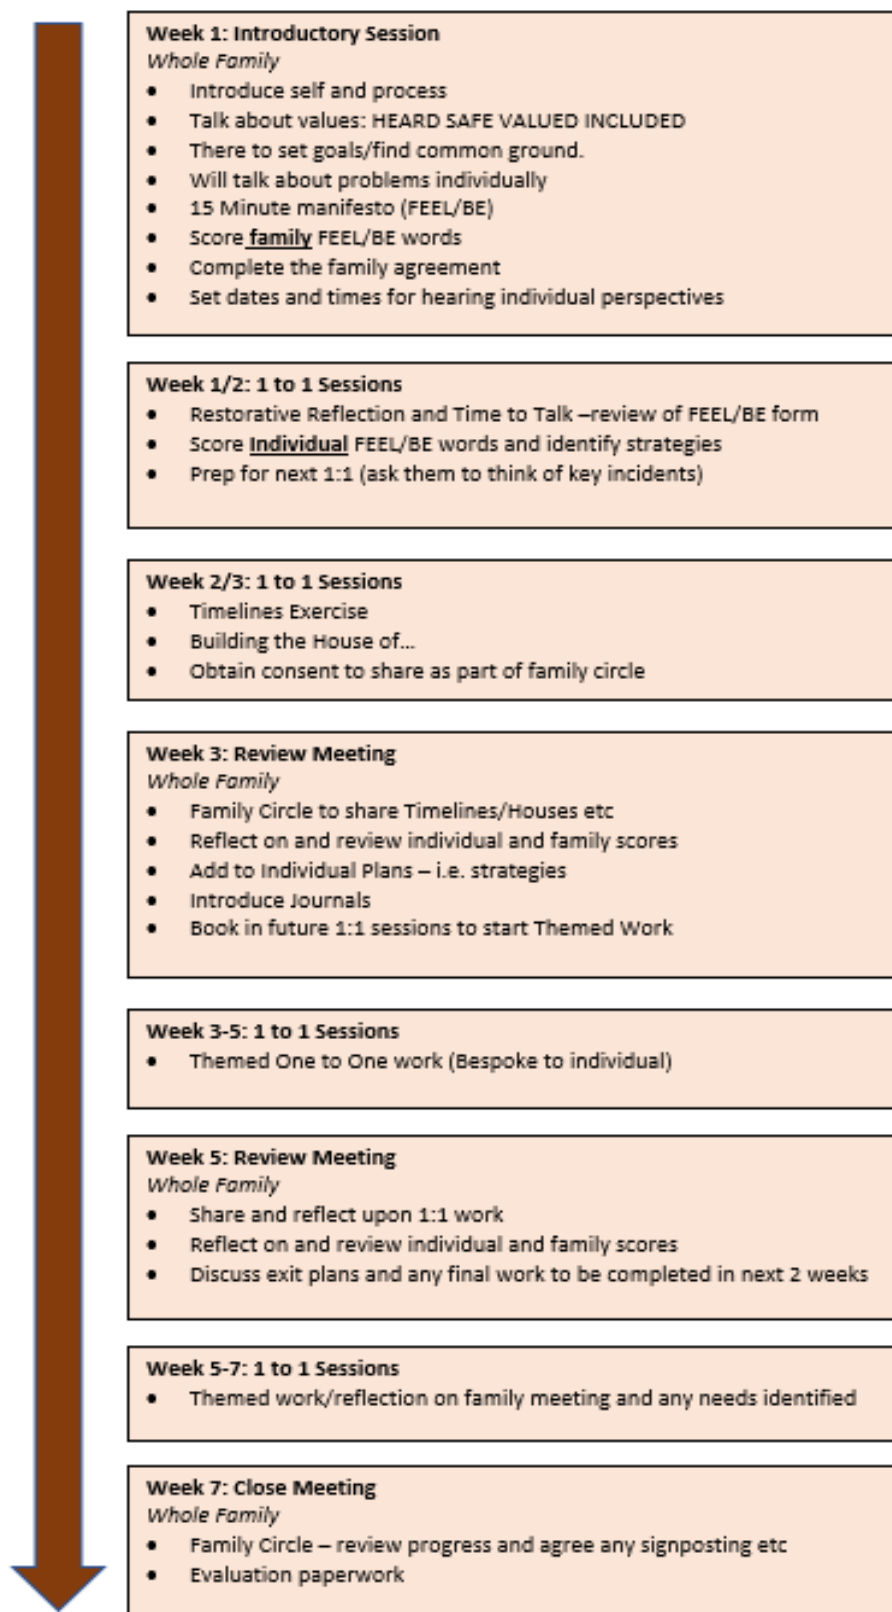 Week 1: Introductory Session
Whole Family
• Introduce self and process
• Talk about values: HEARD SAFE VALUED INCLUDED
• There to set goals/find common ground.
• Will talk about problems individually
• 15 Minute manifesto (FEEL/BE)
• Score family FEEL/BE words
• Complete the family agreement
• Set dates and times for hearing individual perspectives
Week 1/2: 1 to 1 Sessions
• Restorative Reflection and Time to Talk –review of FEEL/BE form
• Score Individual FEEL/BE words and identify strategies
• Prep for next 1:1 (ask them to think of key incidents)
Week 2/3: 1 to 1 Sessions
• Timelines Exercise
• Building the House of...
• Obtain consent to share as part of family circle
Week 3: Review Meeting
Whole Family
• Family Circle to share Timelines/Houses etc
• Reflect on and review individual and family scores
• Add to Individual Plans – i.e. strategies
• Introduce Journals
• Book in future 1:1 sessions to start Themed Work
Week 3-5: 1 to 1 Sessions
• Themed One to One work (Bespoke to individual)
Week 5: Review Meeting
Whole Family
• Share and reflect upon 1:1 work
• Reflect on and review individual and family scores
• Discuss exit plans and any final work to be completed in next 2 weeks
Week 5-7: 1 to 1 Sessions
• Themed work/reflection on family meeting and any needs identified
Week 7: Close Meeting
Whole Family
• Family Circle – review progress and agree any signposting etc
• Evaluation paperwork